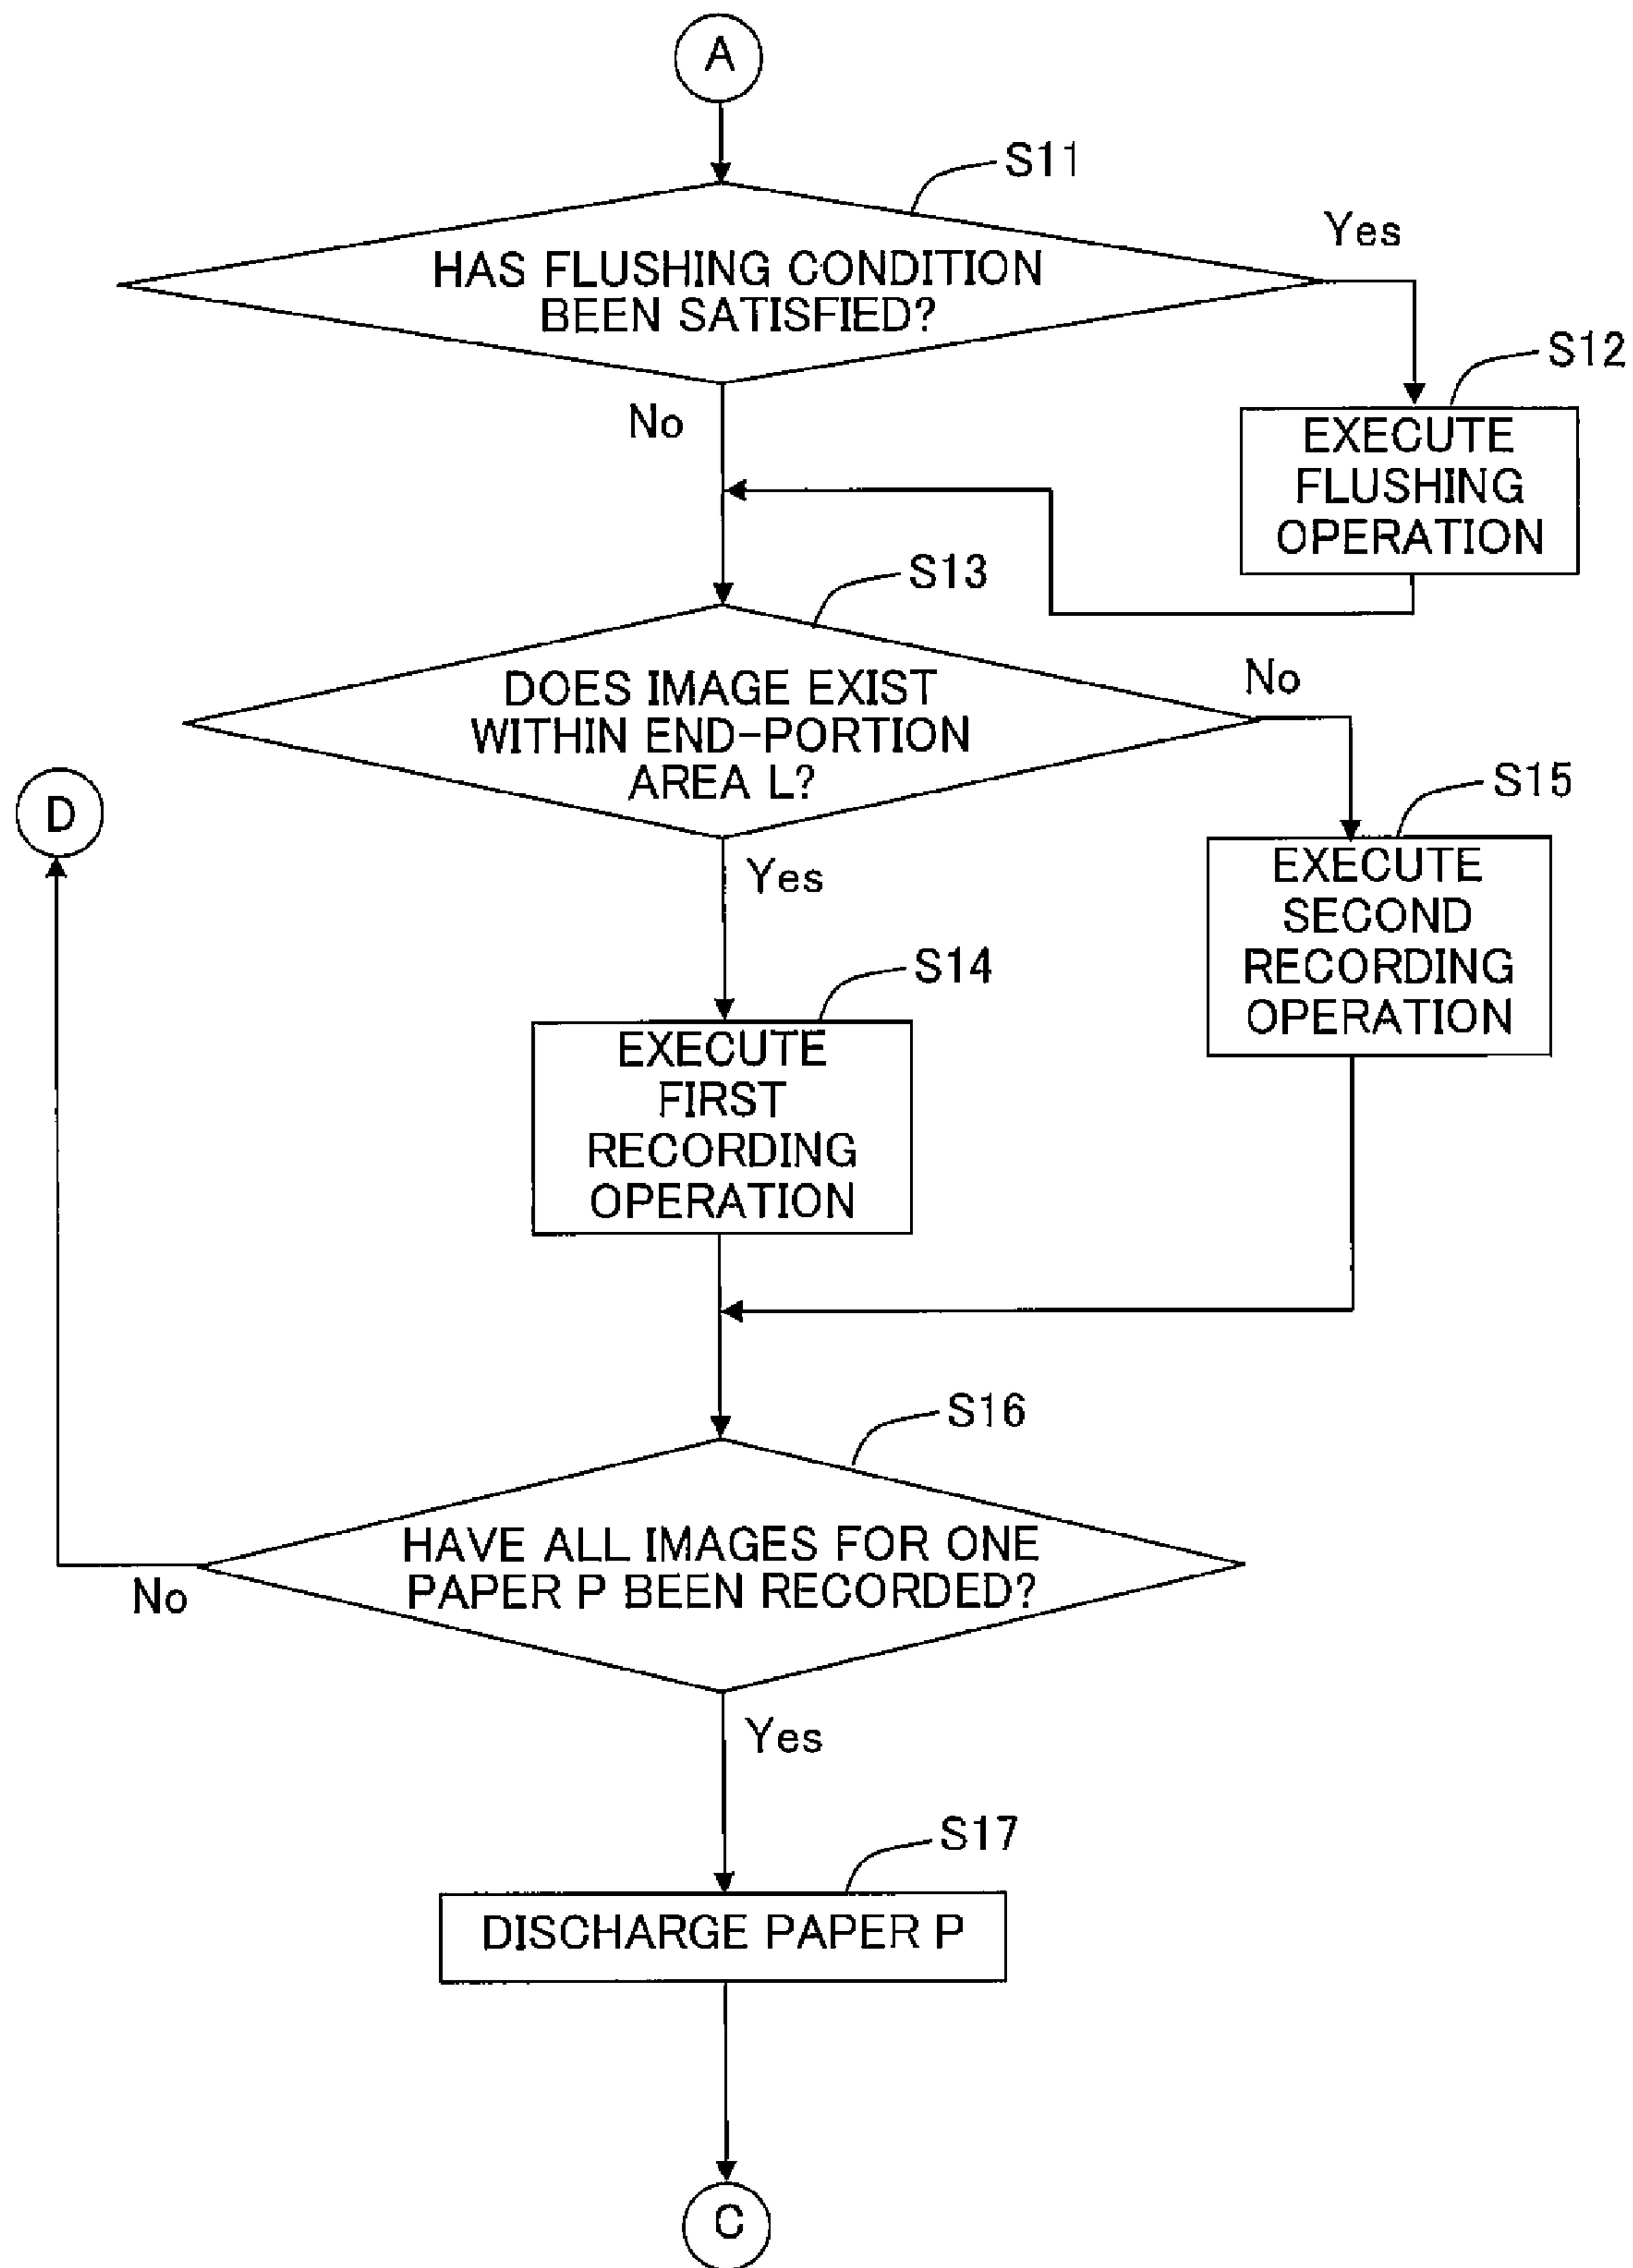 A
S11
HAS FLUSHING CONDITION
BEEN SATISFIED?
Yes
No
S12
EXECUTE
FLUSHING
OPERATION
S13
DOES IMAGE EXIST
WITHIN END-PORTION
AREA L?
No
Yes
D
S15
EXECUTE
SECOND
RECORDING
OPERATION
S14
EXECUTE
FIRST
RECORDING
OPERATION
S16
HAVE ALL IMAGES FOR ONE
PAPER P BEEN RECORDED?
No
Yes
S17
DISCHARGE PAPER P
C